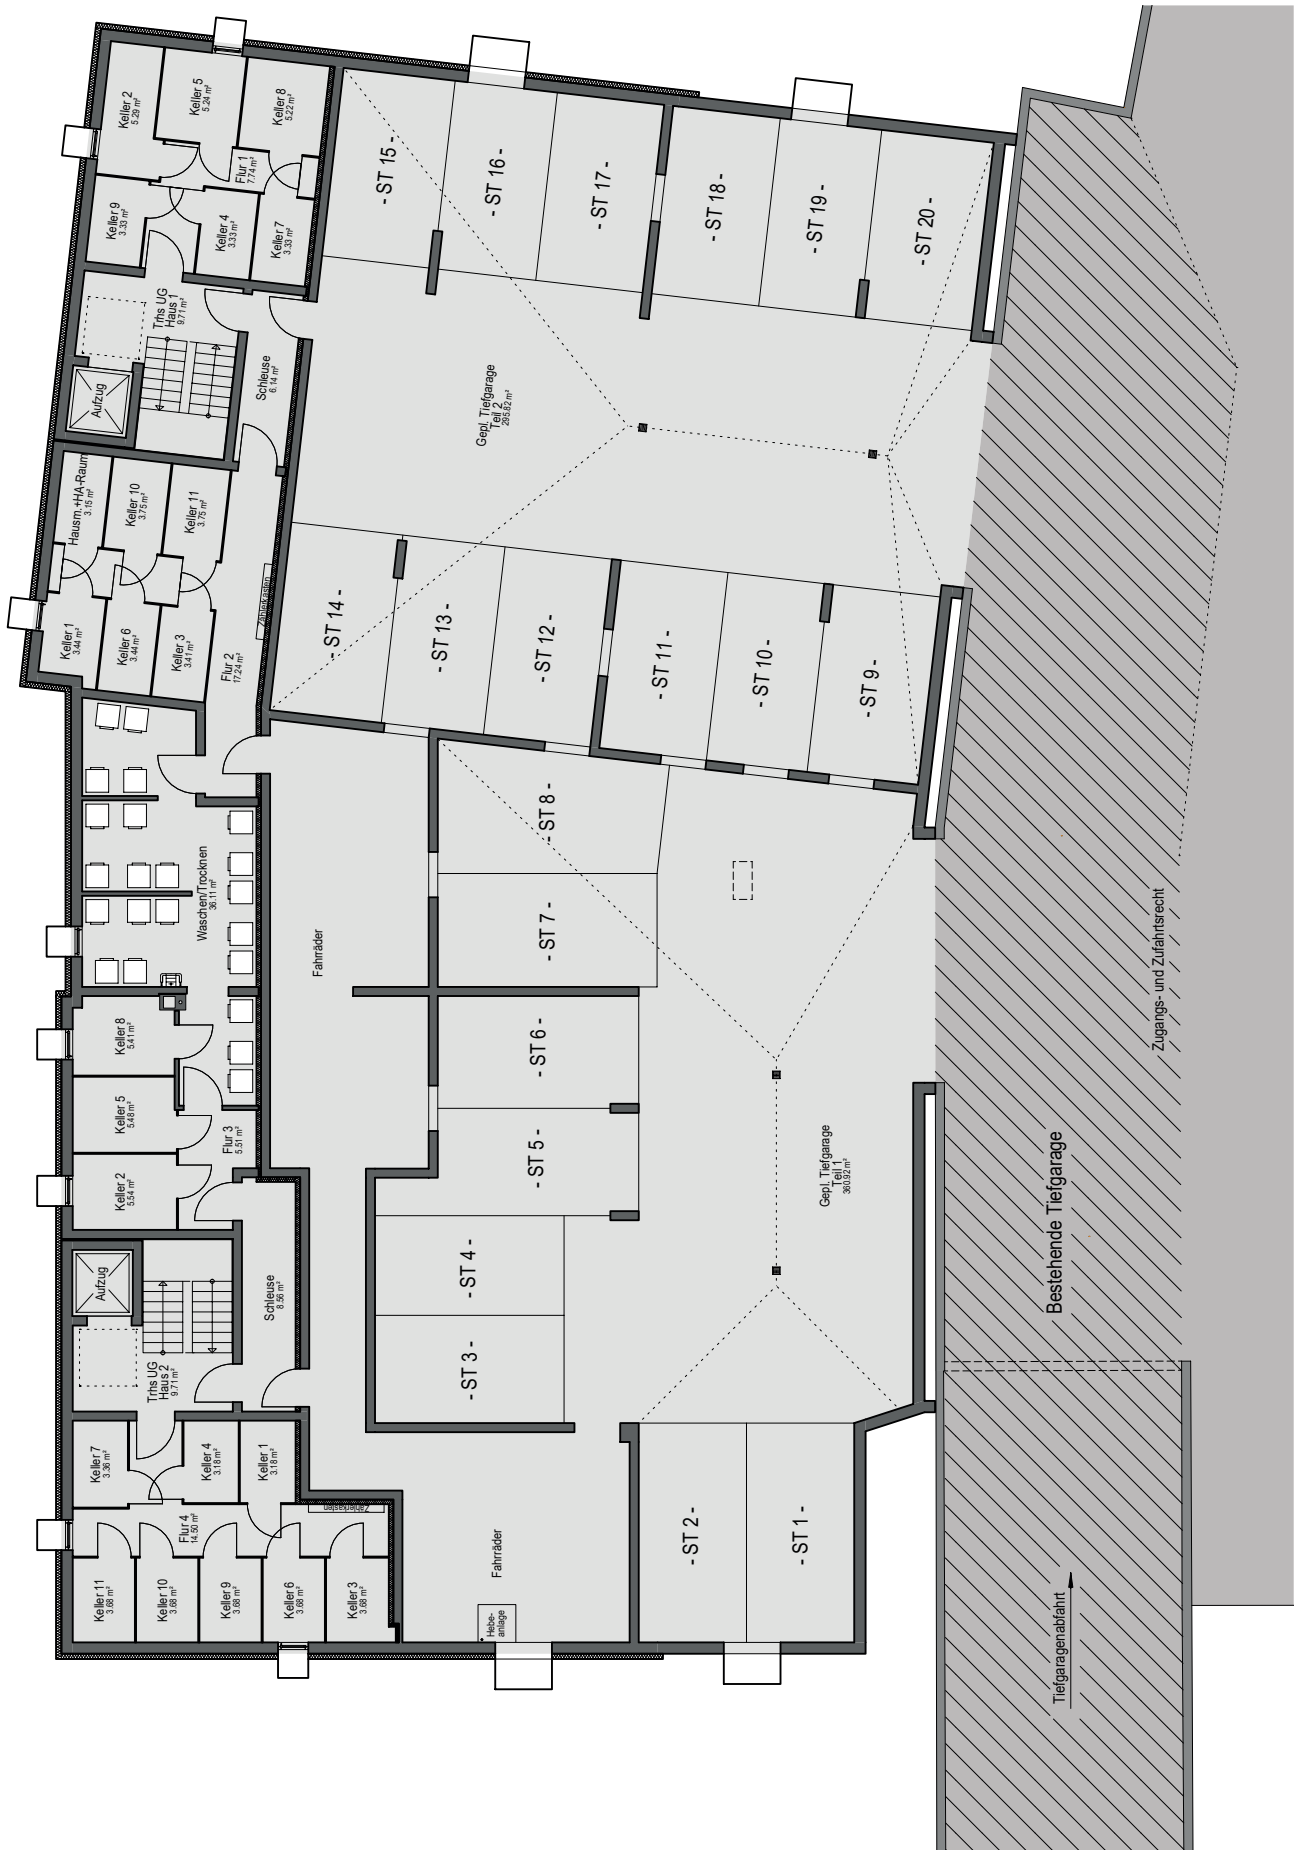 Keller 2
5.29 m²
Keller 5
5.24 m²
Keller 8
5.22 m²
Flur 1
7.74 m²
Keller 9
3.33 m²
Keller 4
3.33 m²
Keller 7
3.33 m²
Trhs UG
Haus 1
9.71 m²
Aufzug
Schleuse
6.14 m²
Hausm.+HA-Raum
3.15 m²
Keller 10
3.75 m²
Keller 11
3.75 m²
Keller 1
3.44 m²
Keller 6
3.44 m²
Keller 3
3.41 m²
Flur 2
17.24 m²
Zählerkasten
Waschen/Trocknen
36.11 m²
Keller 8
5.41 m²
Keller 5
5.48 m²
Keller 2
5.54 m²
Flur 3
5.51 m²
Aufzug
Schleuse
8.56 m²
Trhs UG
Haus 2
9.71 m²
Keller 7
3.36 m²
Keller 4
3.18 m²
Keller 1
3.18 m²
Flur 4
14.50 m²
Zählerkasten
Keller 11
3.68 m²
Keller 10
3.68 m²
Keller 9
3.68 m²
Keller 6
3.68 m²
Keller 3
3.68 m²
- ST 15 -
- ST 16 -
- ST 17 -
- ST 18 -
- ST 19 -
- ST 20 -
Gepl. Tiefgarage
Teil 2
295.82 m²
- ST 14 -
- ST 13 -
- ST 12 -
- ST 11 -
- ST 10 -
- ST 9 -
Fahrräder
- ST 8 -
- ST 7 -
- ST 6 -
- ST 5 -
- ST 4 -
- ST 3 -
Gepl. Tiefgarage
Teil 1
360.92 m²
Fahrräder
Hebe-
anlage
- ST 2 -
- ST 1 -
Zugangs- und Zufahrtsrecht
Bestehende Tiefgarage
Tiefgaragenabfahrt